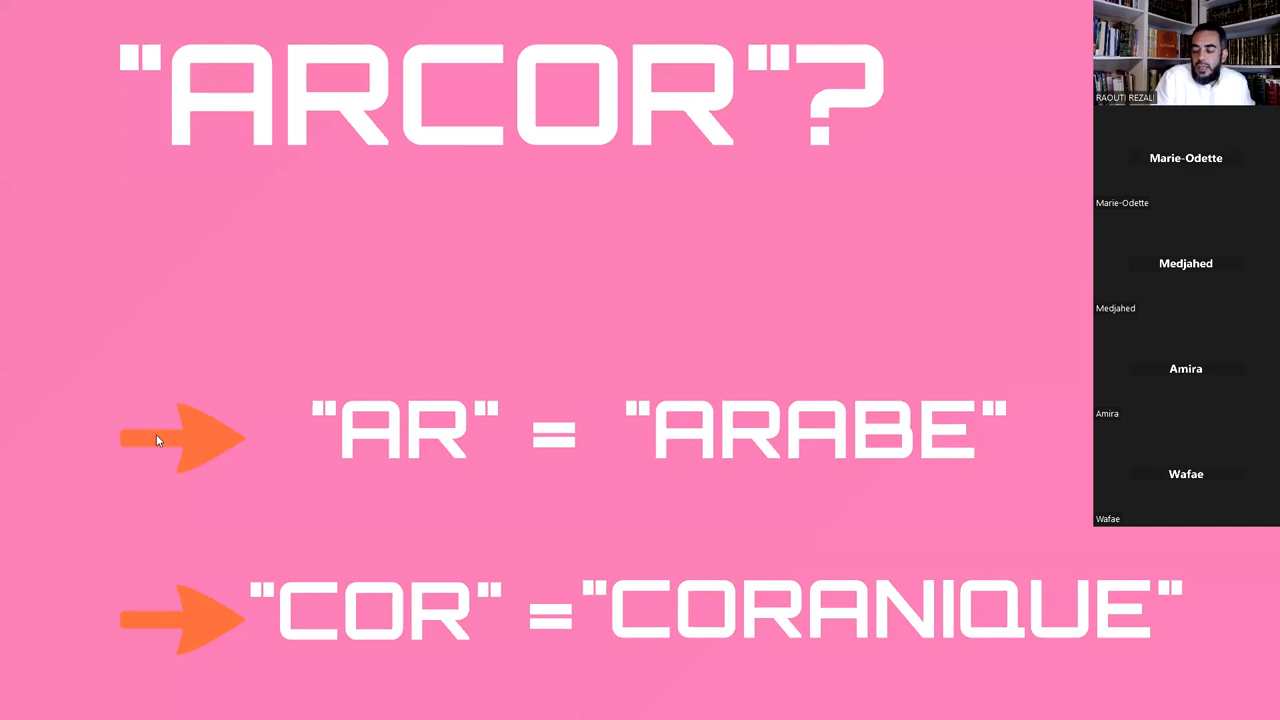 "ARCOR"?
"AR" = "ARABE"
"COR" = "CORANIQUE"
RAOUTI REZALI
Marie-Odette
Marie-Odette
Medjahed
Medjahed
Amira
Amira
Wafae
Wafae